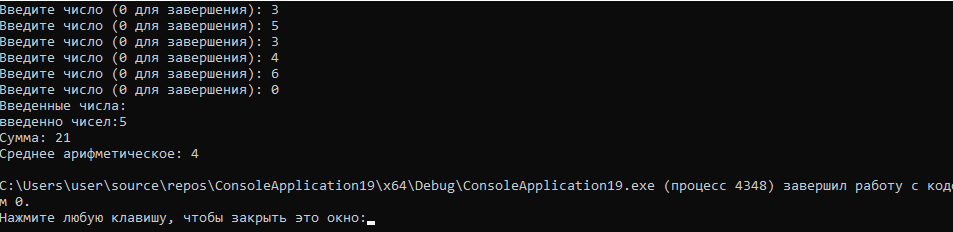 Введите число (0 для завершения): 3
Введите число (0 для завершения): 5
Введите число (0 для завершения): 3
Введите число (0 для завершения): 4
Введите число (0 для завершения): 6
Введите число (0 для завершения): 0
Введенные числа:
введенно чисел:5
Сумма: 21
Среднее арифметическое: 4
C:\Users\user\source\repos\ConsoleApplication19\x64\Debug\ConsoleApplication19.exe (процесс 4348) завершил работу с кодо
м 0.
Нажмите любую клавишу, чтобы закрыть это окно: